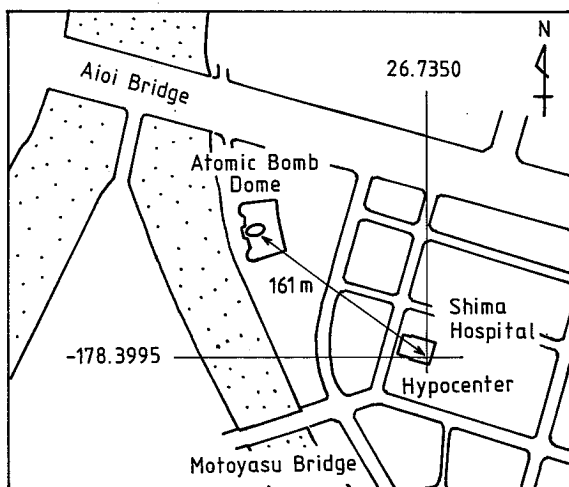 N
26.7350
Aioi Bridge
Atomic Bomb
Dome
161 m
Shima
Hospital
-178.3995
Hypocenter
Motoyasu Bridge